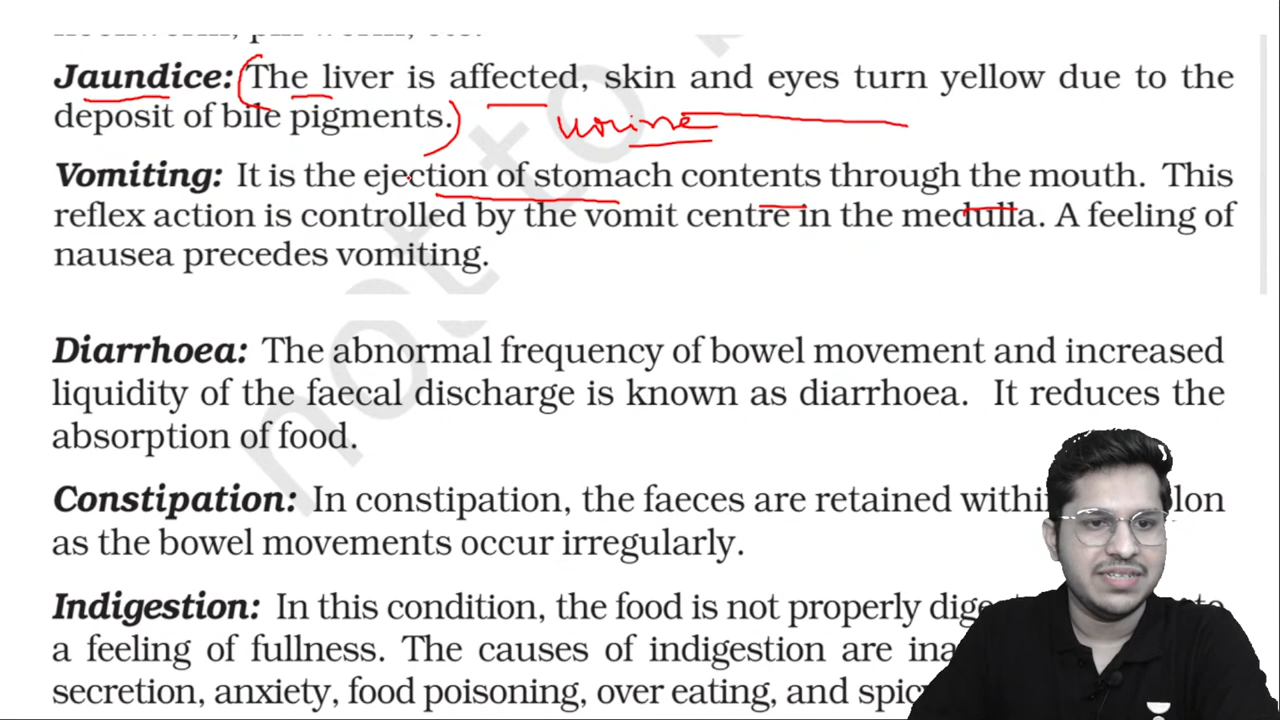 Jaundice: The liver is affected, skin and eyes turn yellow due to the
deposit of bile pigments.
Vomiting: It is the ejection of stomach contents through the mouth. This
reflex action is controlled by the vomit centre in the medulla. A feeling of
nausea precedes vomiting.
not to
Diarrhoea: The abnormal frequency of bowel movement and increased
liquidity of the faecal discharge is known as diarrhoea. It reduces the
absorption of food.
Constipation: In constipation, the faeces are retained within
as the bowel movements occur irregularly.
Indigestion: In this condition, the food is not properly
a feeling of fullness. The causes of indigestion are
secretion, anxiety, food poisoning, over eating, and